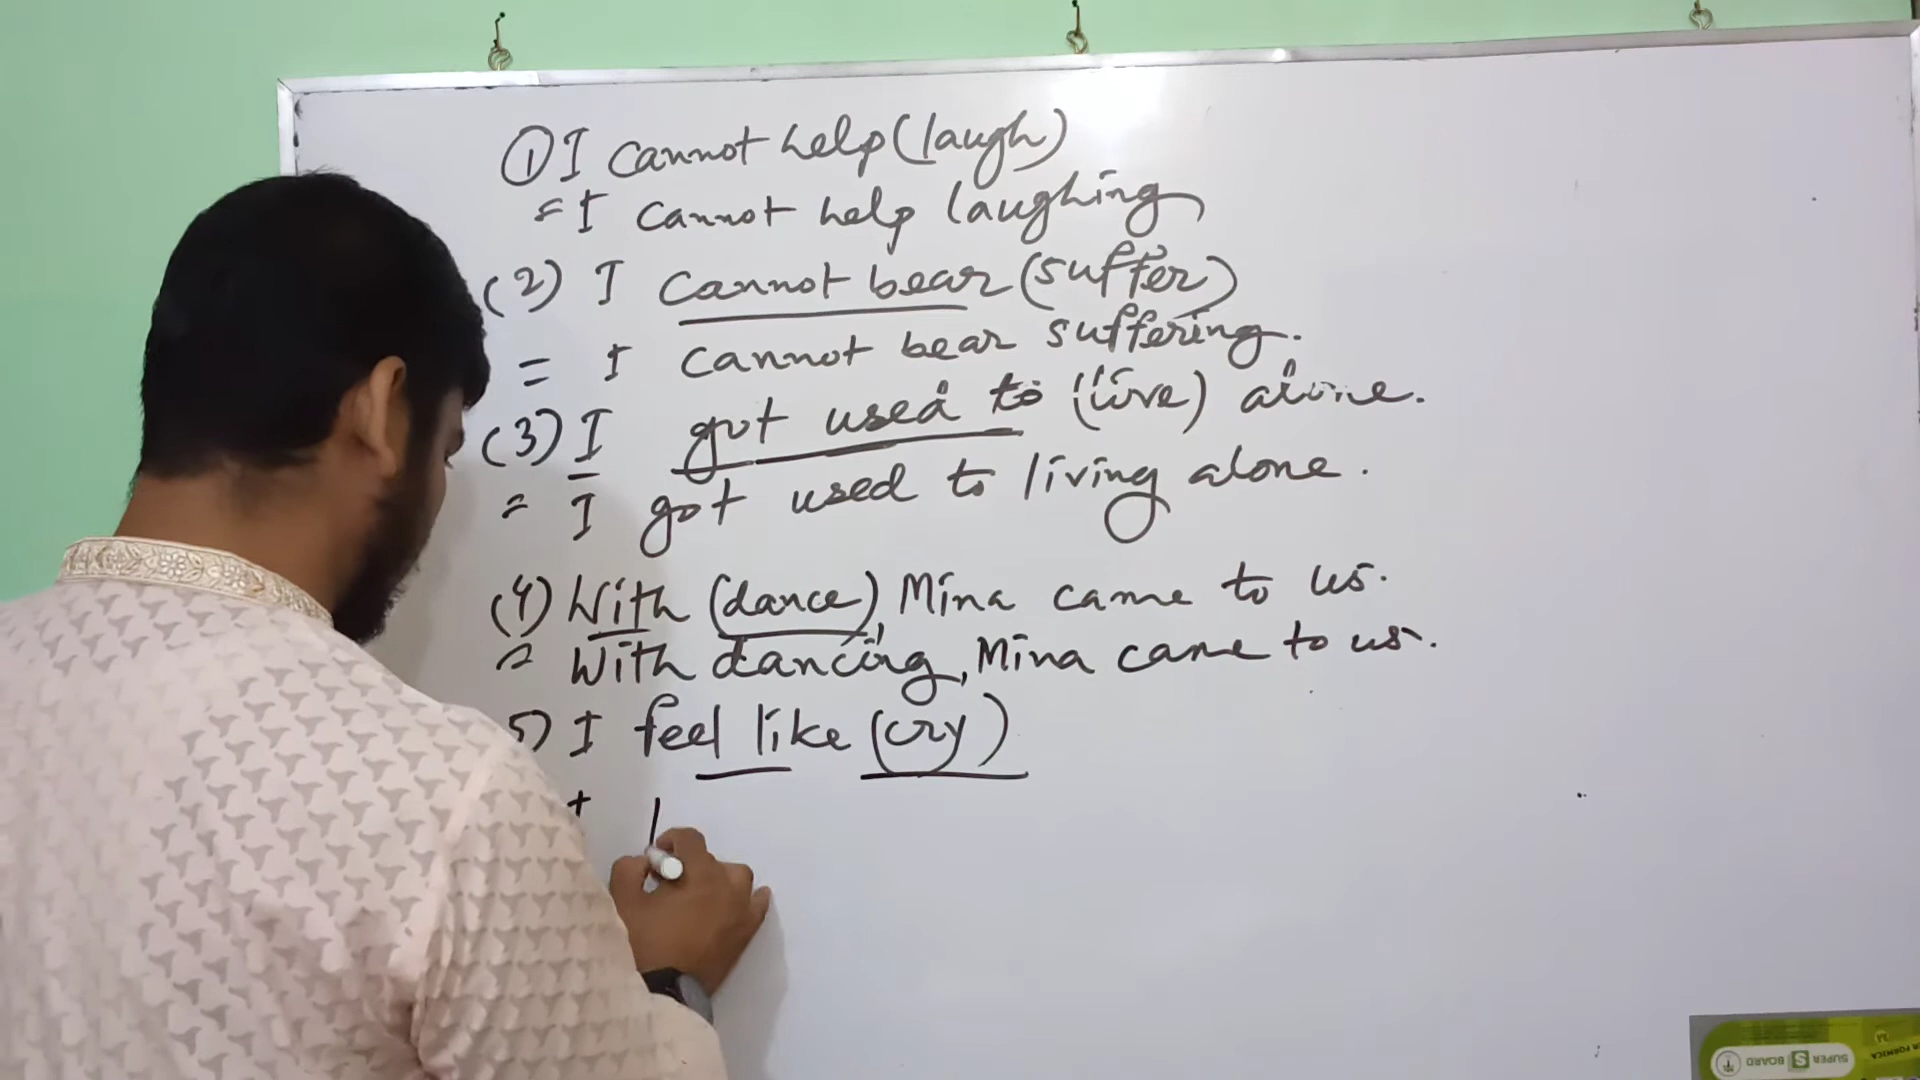 ① I cannot help (laugh)
= I cannot help laughing
(2) I cannot bear (suffer)
= I cannot bear suffering.
(3) I got used to (live) alone.
= I got used to living alone.
(4) With (dance), Mina came to us.
= With dancing, Mina came to us.
5) I feel like (cry)
I
SUPER S BOARD
FORMICA